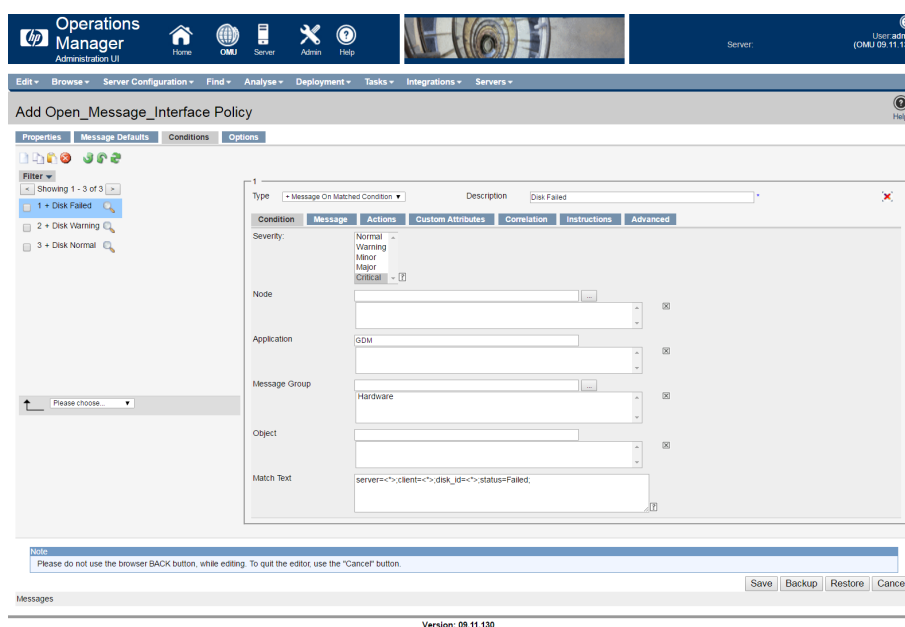 hp
Operations
Manager
Administration UI
Home OMU Server Admin Help
Server:
User:adm
(OMU 09.11.13
Edit Browse Server Configuration Find Analyse Deployment Tasks Integrations Servers
Add Open_Message_Interface Policy
Help
Properties Message Defaults Conditions Options
Filter
< Showing 1 - 3 of 3 >
1 + Disk Failed
2 + Disk Warning
3 + Disk Normal
Please choose...
1
Type + Message On Matched Condition Description Disk Failed *
Condition Message Actions Custom Attributes Correlation Instructions Advanced
Severity: Normal
Warning
Minor
Major
Critical ?
Node ...
Application GDM
Message Group ...
Hardware
Object
Match Text server=<*>;client=<*>;disk_id=<*>;status=Failed;
?
Note
Please do not use the browser BACK button, while editing. To quit the editor, use the "Cancel" button.
Save Backup Restore Cance
Messages
Version: 09.11.130